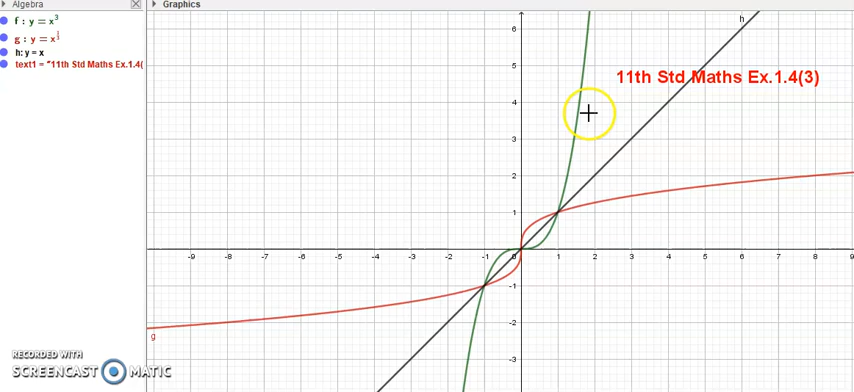 Algebra
Graphics
f : y = x³
g : y = x^(1/3)
h: y = x
text1 = "11th Std Maths Ex.1.4(
h
11th Std Maths Ex.1.4(3)
6
5
4
3
2
1
-9 -8 -7 -6 -5 -4 -3 -2 -1 0 1 2 3 4 5 6 7 8 9
-1
-2
-3
g
RECORDED WITH
SCREENCAST MATIC